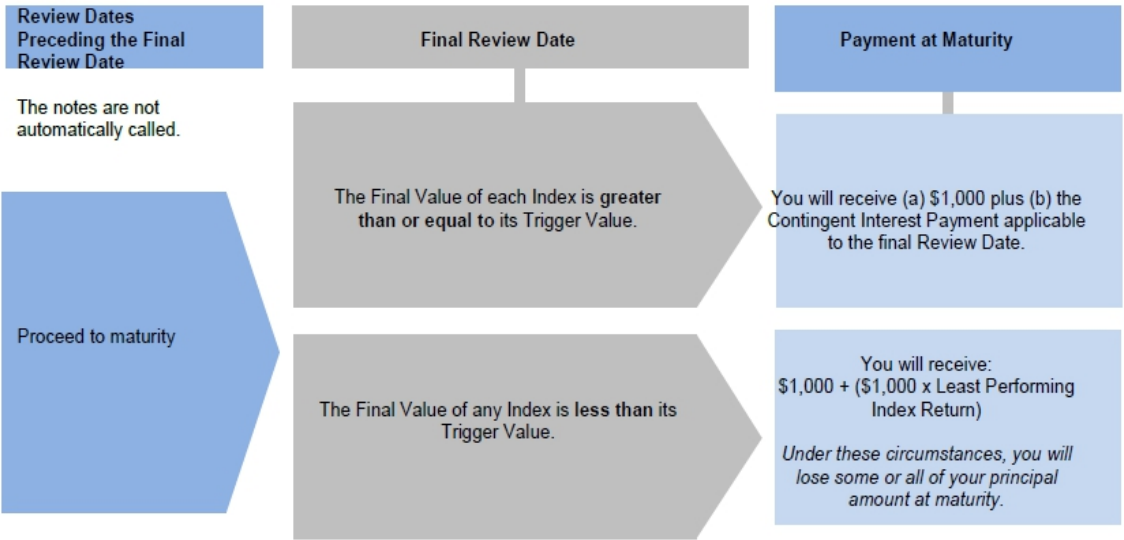 Review Dates
Preceding the Final
Review Date
The notes are not
automatically called.
Proceed to maturity
Final Review Date
The Final Value of each Index is greater
than or equal to its Trigger Value.
The Final Value of any Index is less than its
Trigger Value.
Payment at Maturity
You will receive (a) $1,000 plus (b) the
Contingent Interest Payment applicable
to the final Review Date.
You will receive:
$1,000 + ($1,000 x Least Performing
Index Return)
Under these circumstances, you will
lose some or all of your principal
amount at maturity.